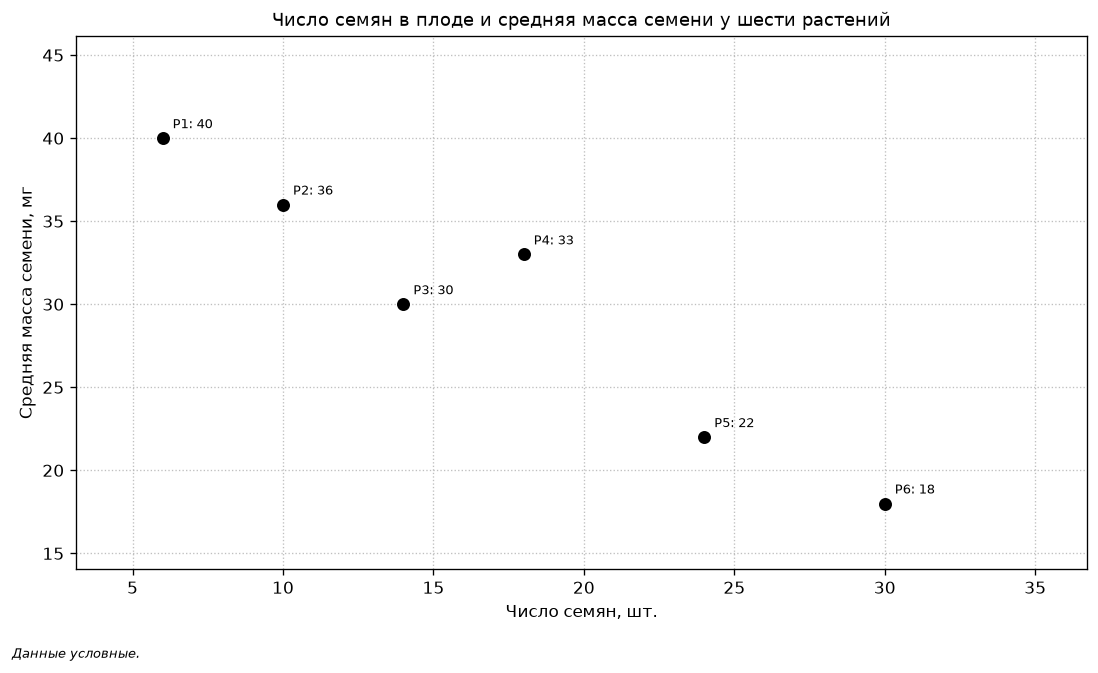 Число семян в плоде и средняя масса семени у шести растений
Средняя масса семени, мг
45
40
35
30
25
20
15
P1: 40
P2: 36
P4: 33
P3: 30
P5: 22
P6: 18
5 10 15 20 25 30 35
Число семян, шт.
Данные условные.